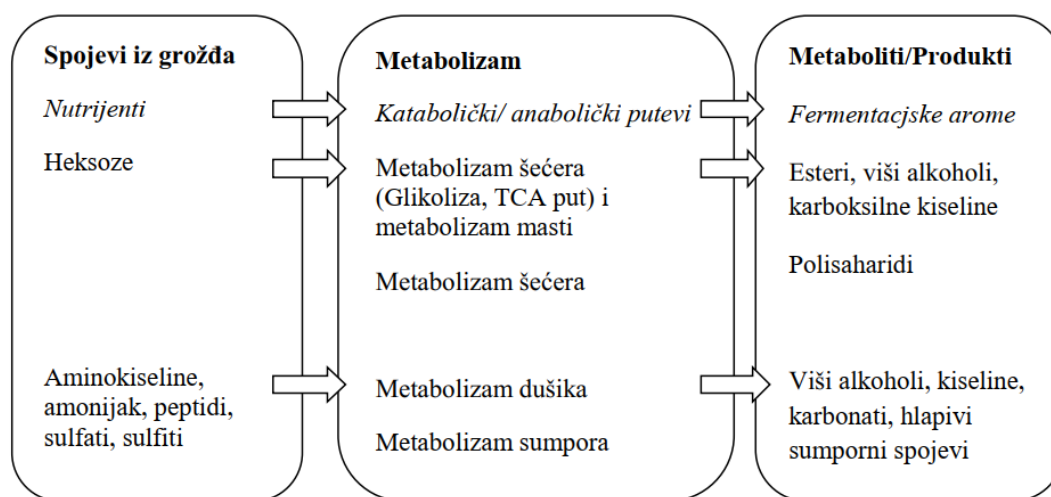 Spojevi iz grožđa
Nutrijenti
Heksoze
Aminokiseline,
amonijak, peptidi,
sulfati, sulfiti
Metabolizam
Katabolički/ anabolički putevi
Metabolizam šećera
(Glikoliza, TCA put) i
metabolizam masti
Metabolizam šećera
Metabolizam dušika
Metabolizam sumpora
Metaboliti/Produkti
Fermentacjske arome
Esteri, viši alkoholi,
karboksilne kiseline
Polisaharidi
Viši alkoholi, kiseline,
karbonati, hlapivi
sumporni spojevi